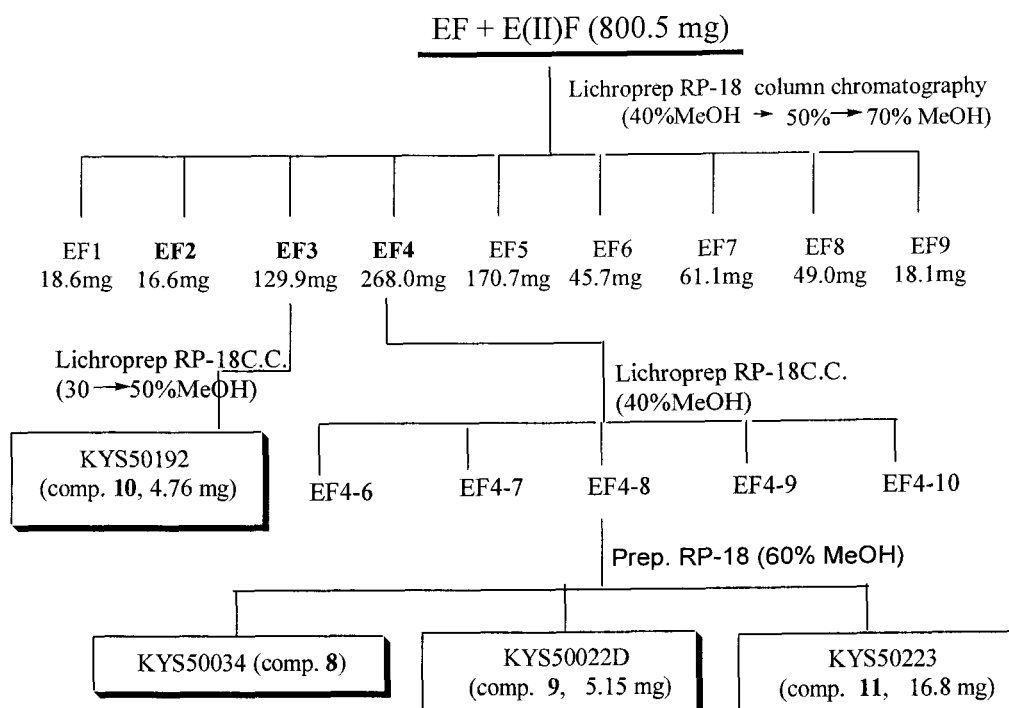 EF + E(II)F (800.5 mg)
Lichroprep RP-18 column chromatography
(40%MeOH → 50% → 70% MeOH)
EF1 EF2 EF3 EF4 EF5 EF6 EF7 EF8 EF9
18.6mg 16.6mg 129.9mg 268.0mg 170.7mg 45.7mg 61.1mg 49.0mg 18.1mg
Lichroprep RP-18C.C.
(30 → 50%MeOH)
Lichroprep RP-18C.C.
(40%MeOH)
KYS50192
(comp. 10, 4.76 mg)
EF4-6 EF4-7 EF4-8 EF4-9 EF4-10
Prep. RP-18 (60% MeOH)
KYS50034 (comp. 8)
KYS50022D
(comp. 9, 5.15 mg)
KYS50223
(comp. 11, 16.8 mg)